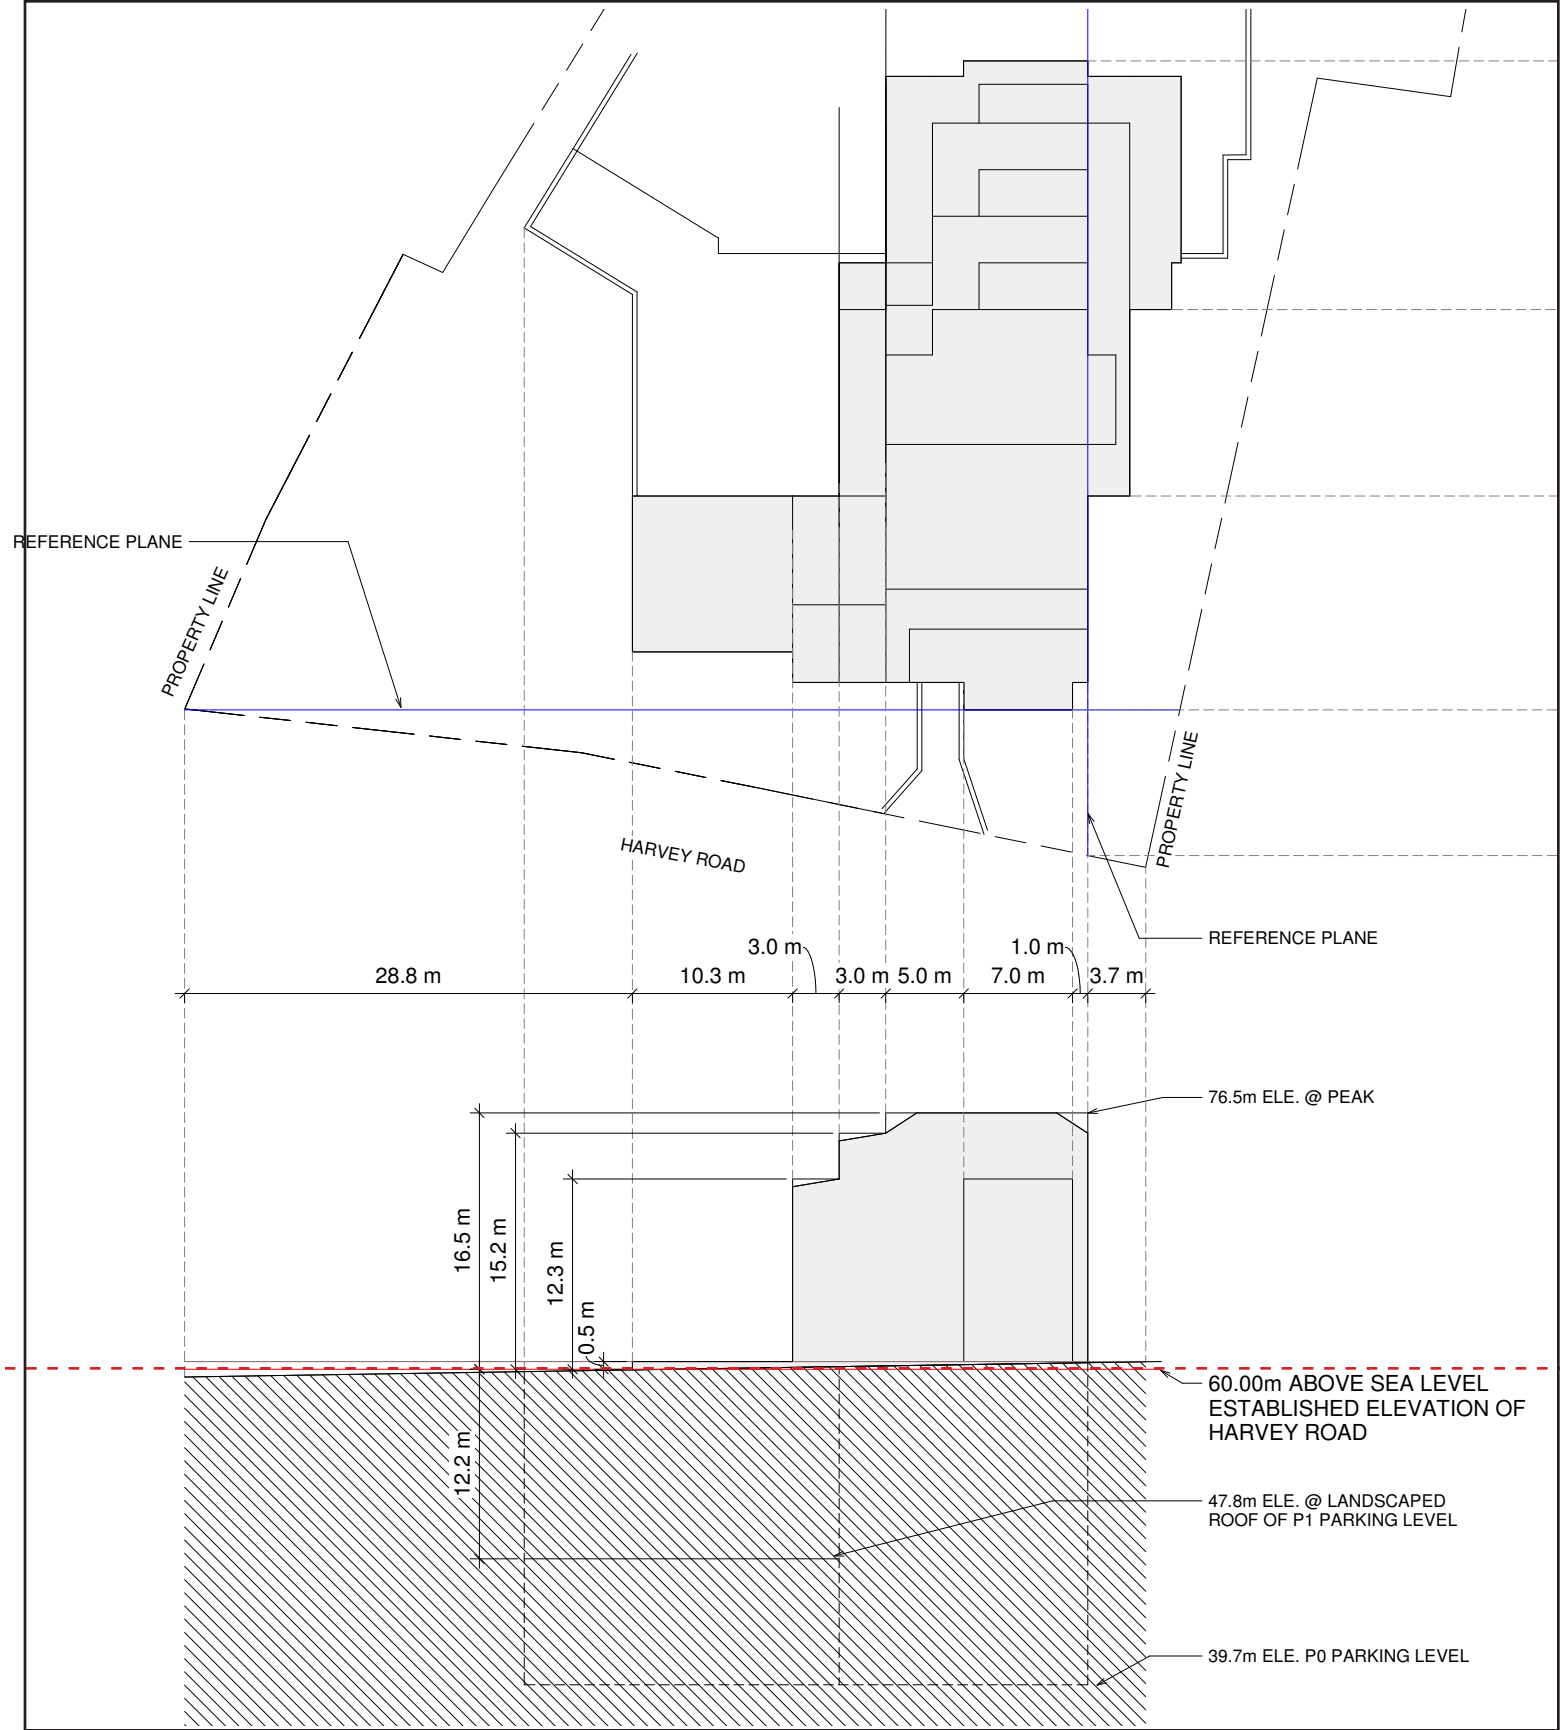 REFERENCE PLANE
PROPERTY LINE
PROPERTY LINE
HARVEY ROAD
REFERENCE PLANE
3.0 m
1.0 m
28.8 m
10.3 m
3.0 m
5.0 m
7.0 m
3.7 m
76.5m ELE. @ PEAK
16.5 m
15.2 m
12.3 m
0.5 m
60.00m ABOVE SEA LEVEL
ESTABLISHED ELEVATION OF
HARVEY ROAD
12.2 m
47.8m ELE. @ LANDSCAPED
ROOF OF P1 PARKING LEVEL
39.7m ELE. P0 PARKING LEVEL